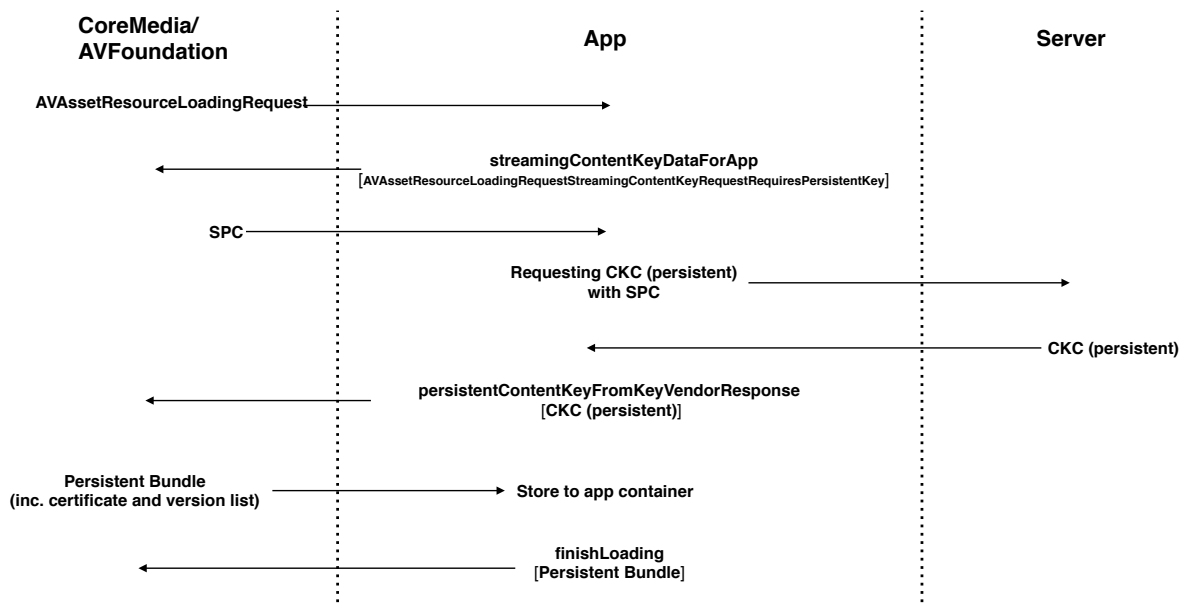 CoreMedia/
AVFoundation
App
Server
AVAssetResourceLoadingRequest
streamingContentKeyDataForApp
[AVAssetResourceLoadingRequestStreamingContentKeyRequestRequiresPersistentKey]
SPC
Requesting CKC (persistent)
with SPC
CKC (persistent)
persistentContentKeyFromKeyVendorResponse
[CKC (persistent)]
Persistent Bundle
(inc. certificate and version list)
Store to app container
finishLoading
[Persistent Bundle]